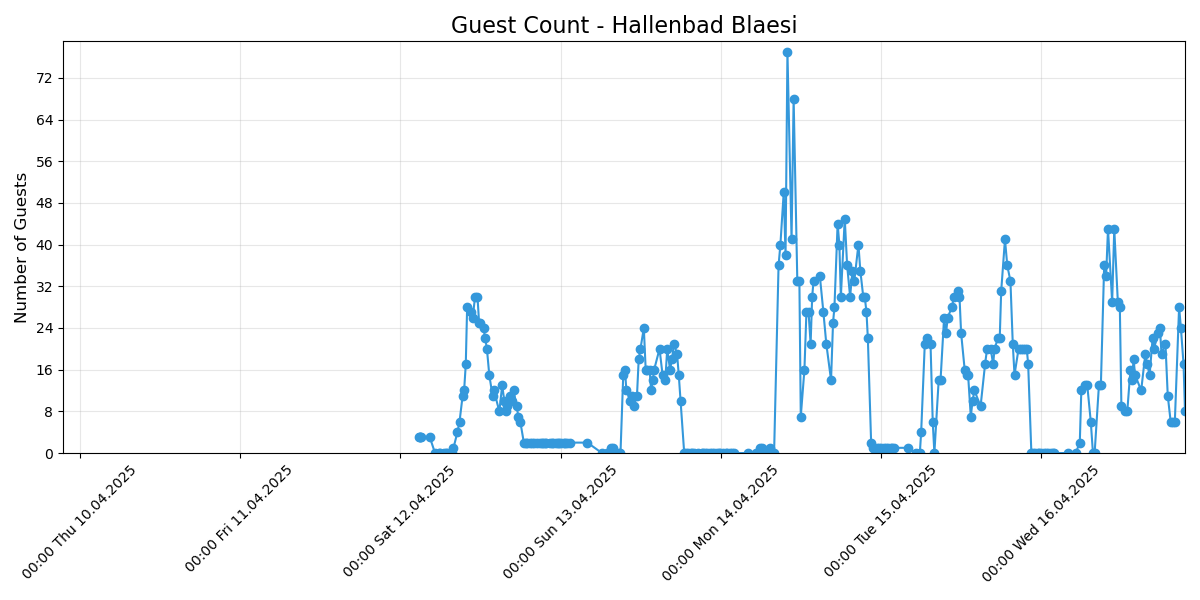 Guest Count - Hallenbad Blaesi
Number of Guests
72
64
56
48
40
32
24
16
8
0
00:00 Thu 10.04.2025
00:00 Fri 11.04.2025
00:00 Sat 12.04.2025
00:00 Sun 13.04.2025
00:00 Mon 14.04.2025
00:00 Tue 15.04.2025
00:00 Wed 16.04.2025